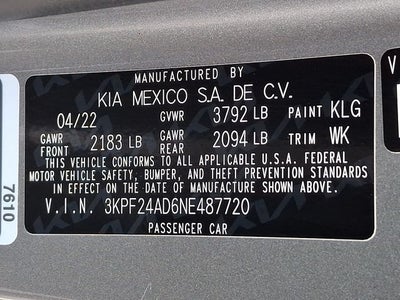 MANUFACTURED BY
KIA MEXICO S.A. DE C.V.
04/22 GVWR 3792 LB PAINT KLG
GAWR FRONT 2183 LB GAWR REAR 2094 LB TRIM WK
THIS VEHICLE CONFORMS TO ALL APPLICABLE U.S.A. FEDERAL
MOTOR VEHICLE SAFETY, BUMPER, AND THEFT PREVENTION STANDARDS
IN EFFECT ON THE DATE OF MANUFACTURE SHOWN ABOVE.
V.I.N. 3KPF24AD6NE487720
PASSENGER CAR
7610
V